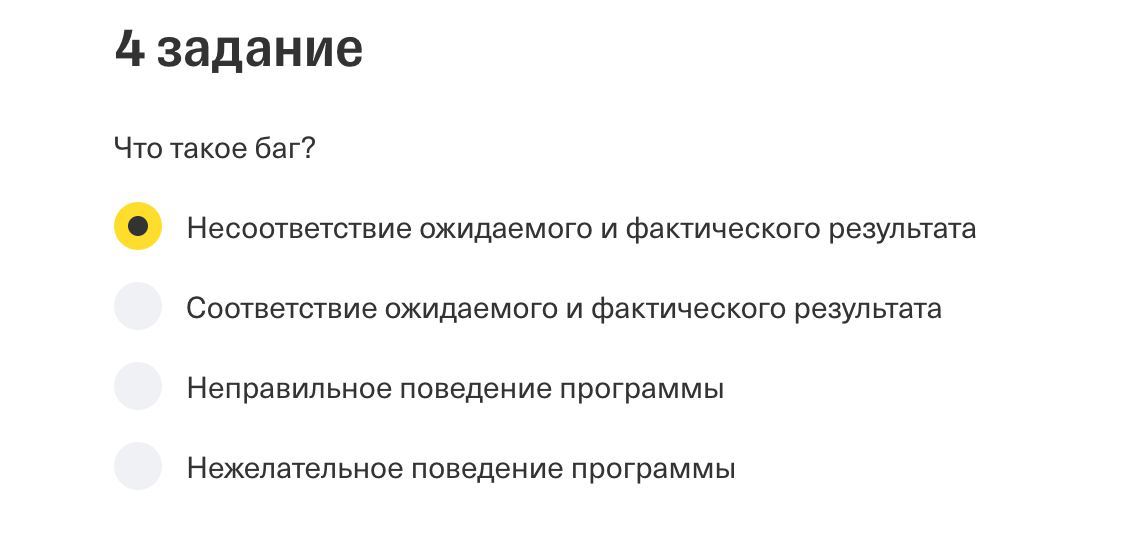 4 задание
Что такое баг?
Несоответствие ожидаемого и фактического результата
Соответствие ожидаемого и фактического результата
Неправильное поведение программы
Нежелательное поведение программы